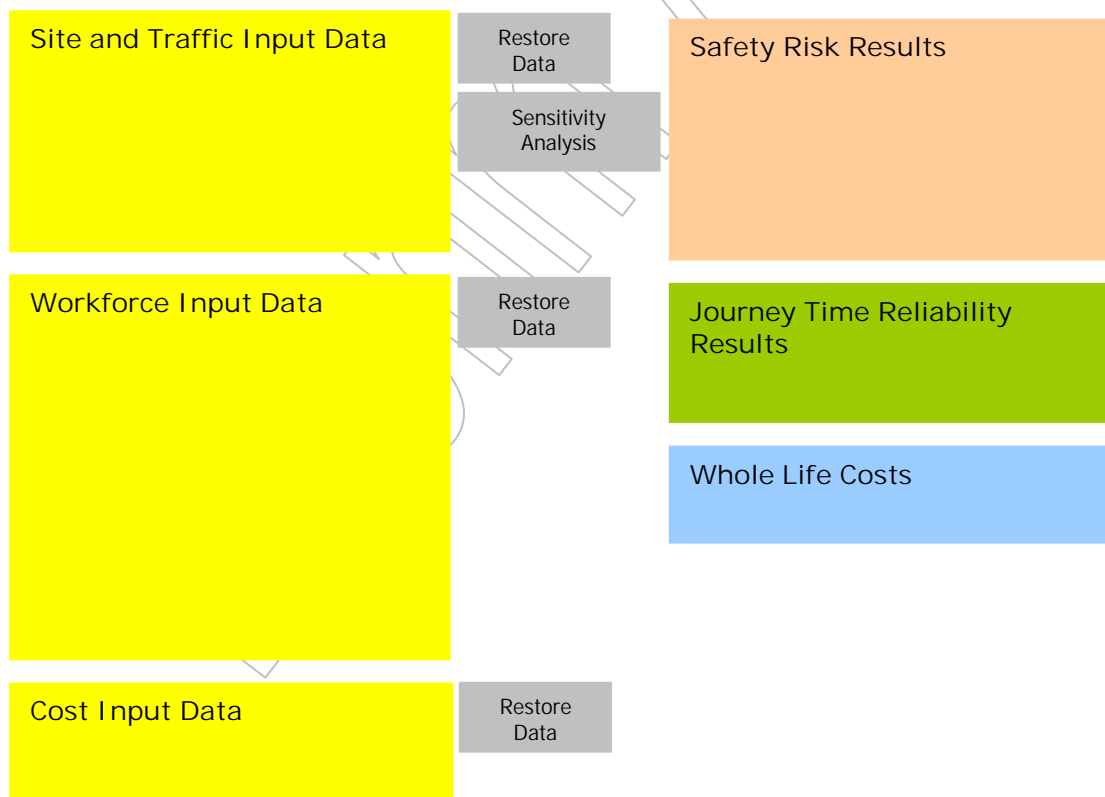 Site and Traffic Input Data
Restore
Data
Sensitivity
Analysis
Safety Risk Results
Workforce Input Data
Restore
Data
Journey Time Reliability
Results
Whole Life Costs
Cost Input Data
Restore
Data